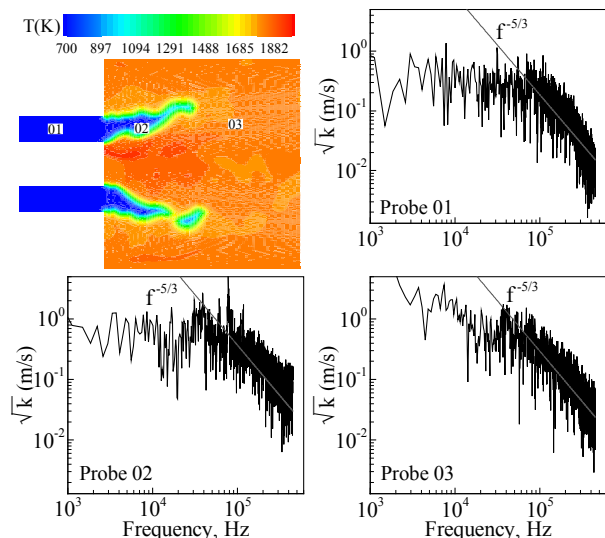 T(K)
700 897 1094 1291 1488 1685 1882
01
02
03
10^1
10^0
10^-1
10^-2
10^3 10^4 10^5
√k (m/s)
f^-5/3
Probe 01
10^0
10^-1
10^-2
10^3 10^4 10^5
√k (m/s)
f^-5/3
Probe 02
Frequency, Hz
10^0
10^-1
10^-2
10^3 10^4 10^5
√k (m/s)
f^-5/3
Probe 03
Frequency, Hz